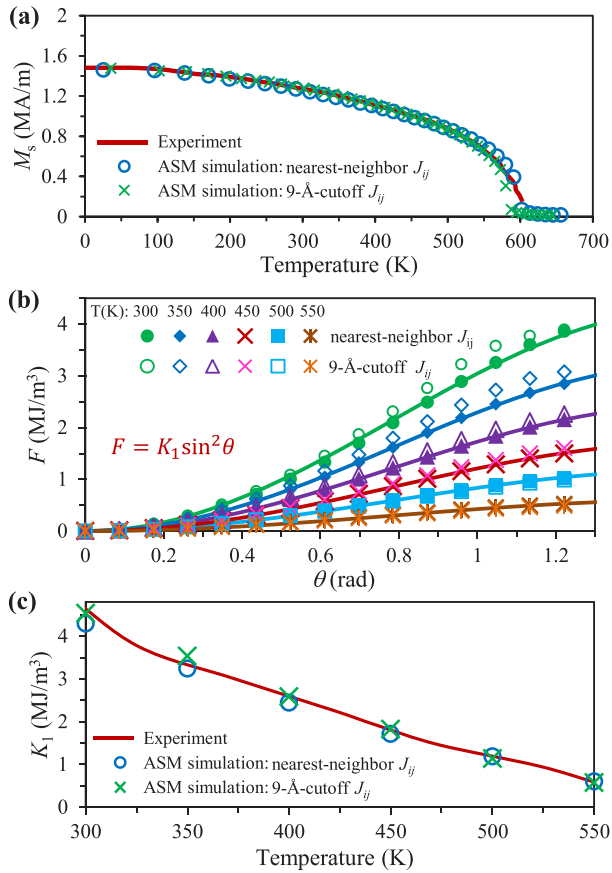 (a)
2
1.6
1.2
0.8
0.4
0
M_s (MA/m)
Experiment
ASM simulation: nearest-neighbor J_ij
ASM simulation: 9-Å-cutoff J_ij
0 100 200 300 400 500 600 700
Temperature (K)
(b)
T(K): 300 350 400 450 500 550
nearest-neighbor J_ij
9-Å-cutoff J_ij
4
3
2
1
0
F (MJ/m³)
F = K₁sin²θ
0 0.2 0.4 0.6 0.8 1 1.2
θ (rad)
(c)
4
3
2
1
0
K₁ (MJ/m³)
Experiment
ASM simulation: nearest-neighbor J_ij
ASM simulation: 9-Å-cutoff J_ij
300 350 400 450 500 550
Temperature (K)